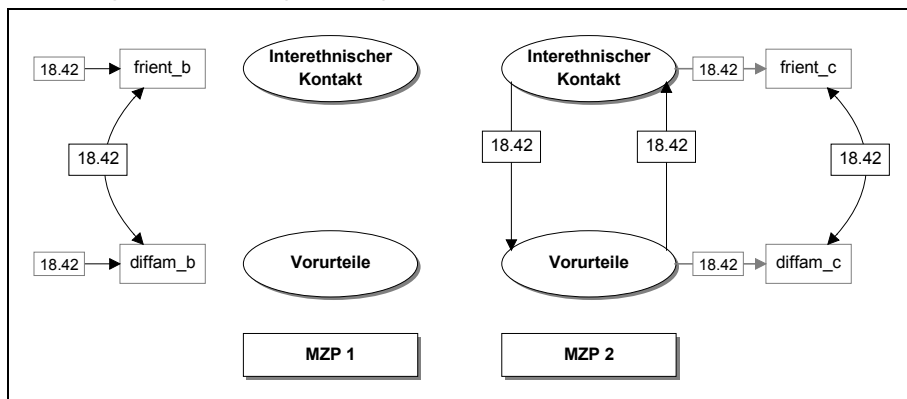 18.42
frient_b
Interethnischer
Kontakt
Interethnischer
Kontakt
18.42
frient_c
18.42
18.42
18.42
18.42
18.42
diffam_b
Vorurteile
Vorurteile
18.42
diffam_c
MZP 1
MZP 2